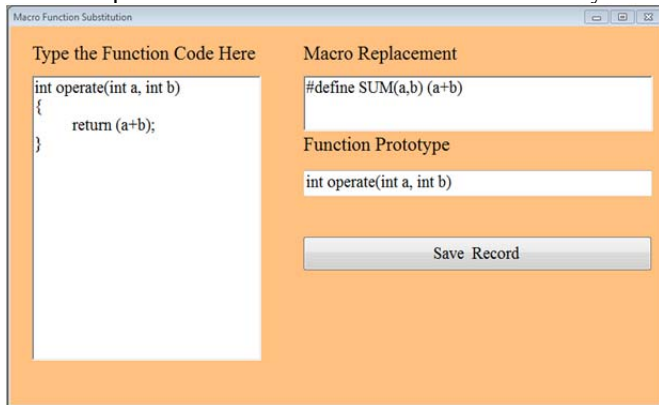 Macro Function Substitution
Type the Function Code Here
int operate(int a, int b)
{
return (a+b);
}
Macro Replacement
#define SUM(a,b) (a+b)
Function Prototype
int operate(int a, int b)
Save Record